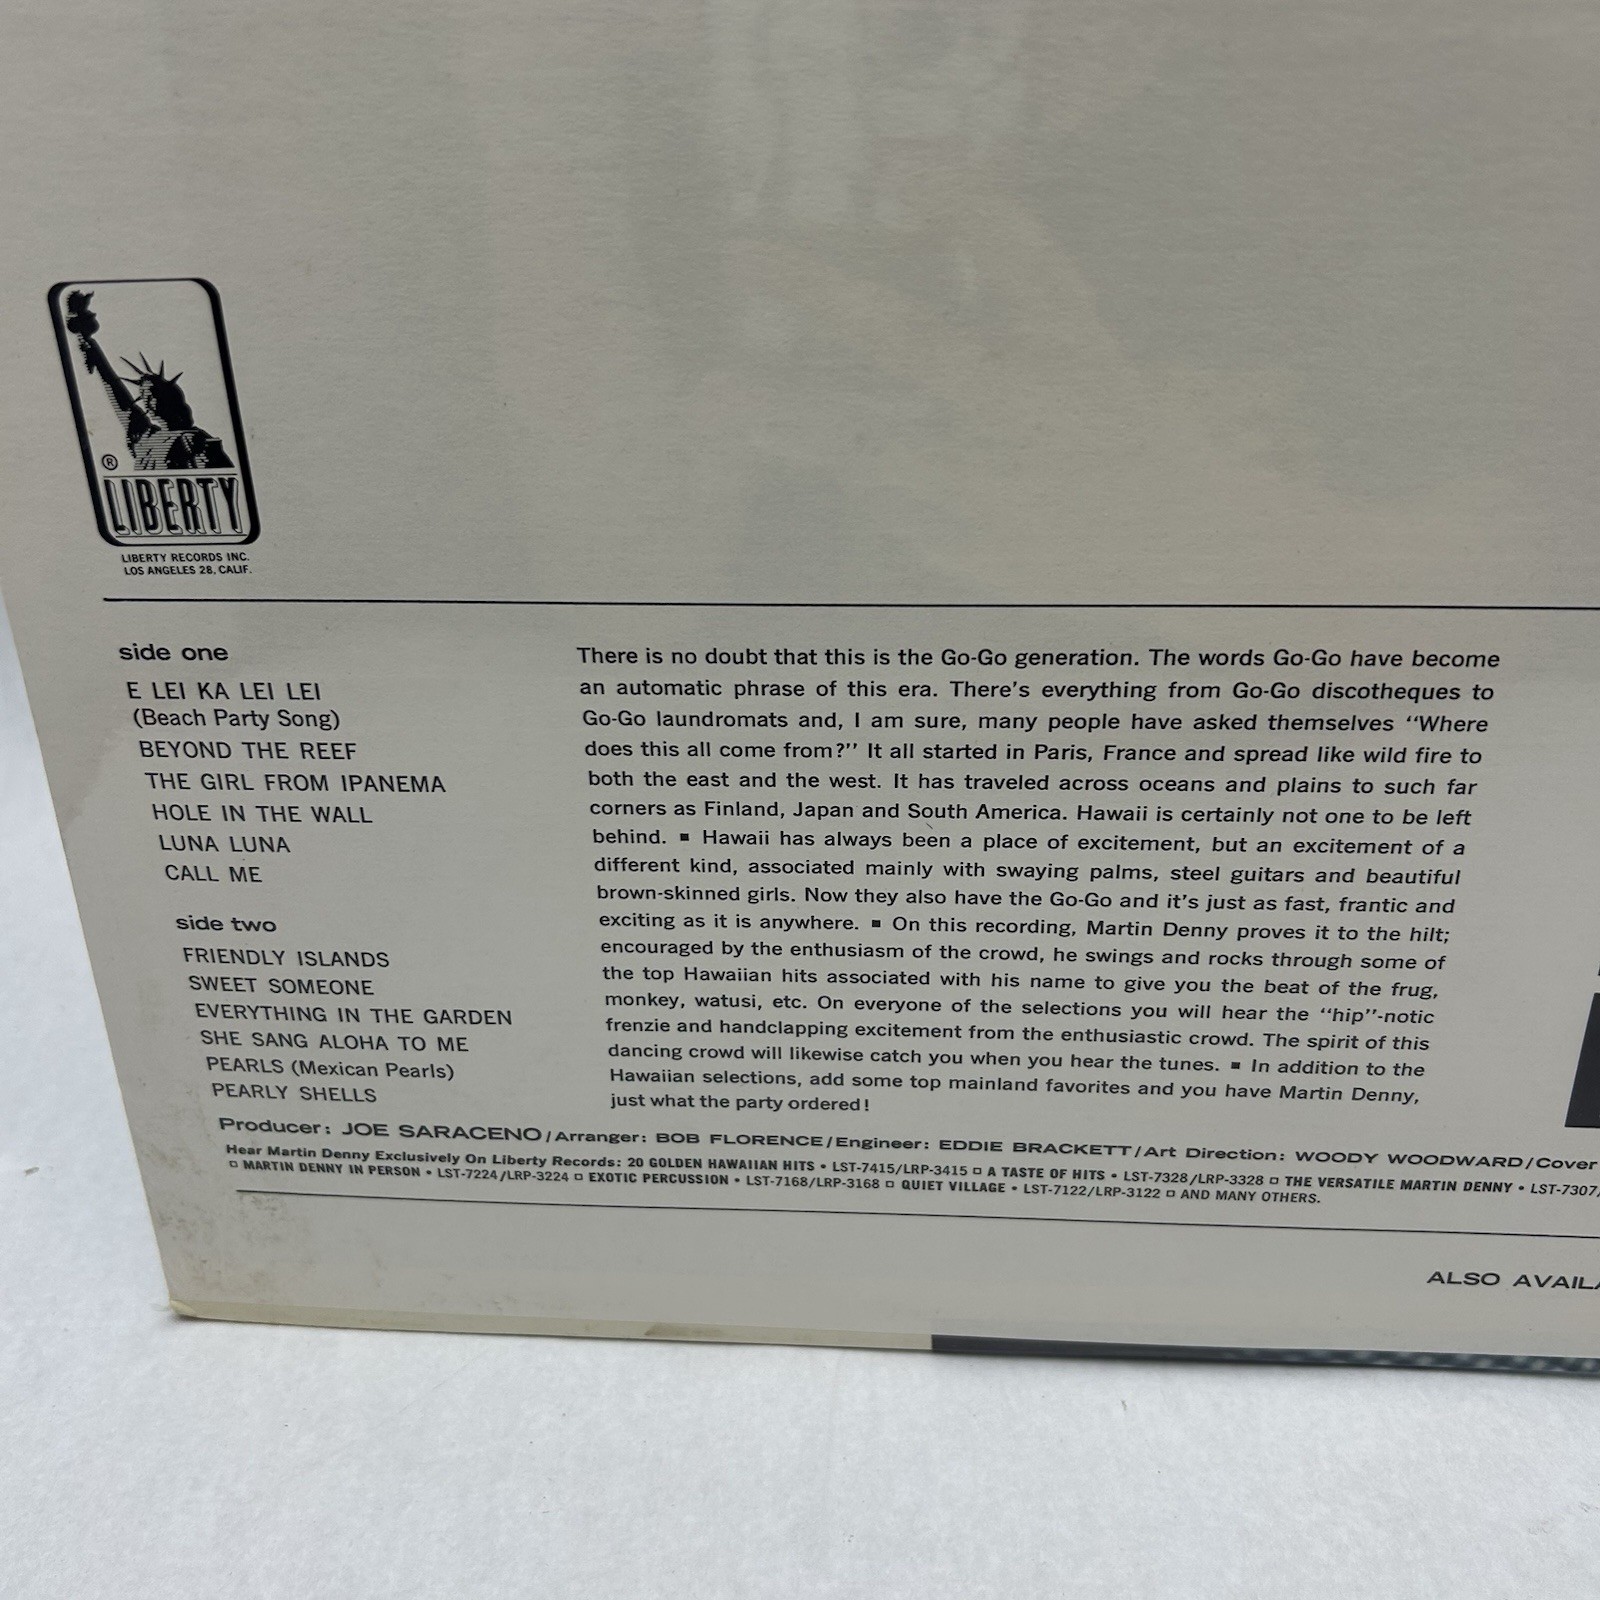 ®
LIBERTY
LIBERTY RECORDS INC.
LOS ANGELES 28, CALIF.
side one
E LEI KA LEI LEI
(Beach Party Song)
BEYOND THE REEF
THE GIRL FROM IPANEMA
HOLE IN THE WALL
LUNA LUNA
CALL ME
side two
FRIENDLY ISLANDS
SWEET SOMEONE
EVERYTHING IN THE GARDEN
SHE SANG ALOHA TO ME
PEARLS (Mexican Pearls)
PEARLY SHELLS
There is no doubt that this is the Go-Go generation. The words Go-Go have become
an automatic phrase of this era. There's everything from Go-Go discotheques to
Go-Go laundromats and, I am sure, many people have asked themselves "Where
does this all come from?" It all started in Paris, France and spread like wild fire to
both the east and the west. It has traveled across oceans and plains to such far
corners as Finland, Japan and South America. Hawaii is certainly not one to be left
behind. ▪ Hawaii has always been a place of excitement, but an excitement of a
different kind, associated mainly with swaying palms, steel guitars and beautiful
brown-skinned girls. Now they also have the Go-Go and it's just as fast, frantic and
exciting as it is anywhere. ▪ On this recording, Martin Denny proves it to the hilt;
encouraged by the enthusiasm of the crowd, he swings and rocks through some of
the top Hawaiian hits associated with his name to give you the beat of the frug,
monkey, watusi, etc. On everyone of the selections you will hear the "hip"-notic
frenzie and handclapping excitement from the enthusiastic crowd. The spirit of this
dancing crowd will likewise catch you when you hear the tunes. ▪ In addition to the
Hawaiian selections, add some top mainland favorites and you have Martin Denny,
just what the party ordered!
Producer: JOE SARACENO/Arranger: BOB FLORENCE/Engineer: EDDIE BRACKETT/Art Direction: WOODY WOODWARD/Cover
Hear Martin Denny Exclusively On Liberty Records: 20 GOLDEN HAWAIIAN HITS • LST-7415/LRP-3415 ▫ A TASTE OF HITS • LST-7328/LRP-3328 ▫ THE VERSATILE MARTIN DENNY • LST-7307/
▫ MARTIN DENNY IN PERSON • LST-7224/LRP-3224 ▫ EXOTIC PERCUSSION • LST-7168/LRP-3168 ▫ QUIET VILLAGE • LST-7122/LRP-3122 ▫ AND MANY OTHERS.
ALSO